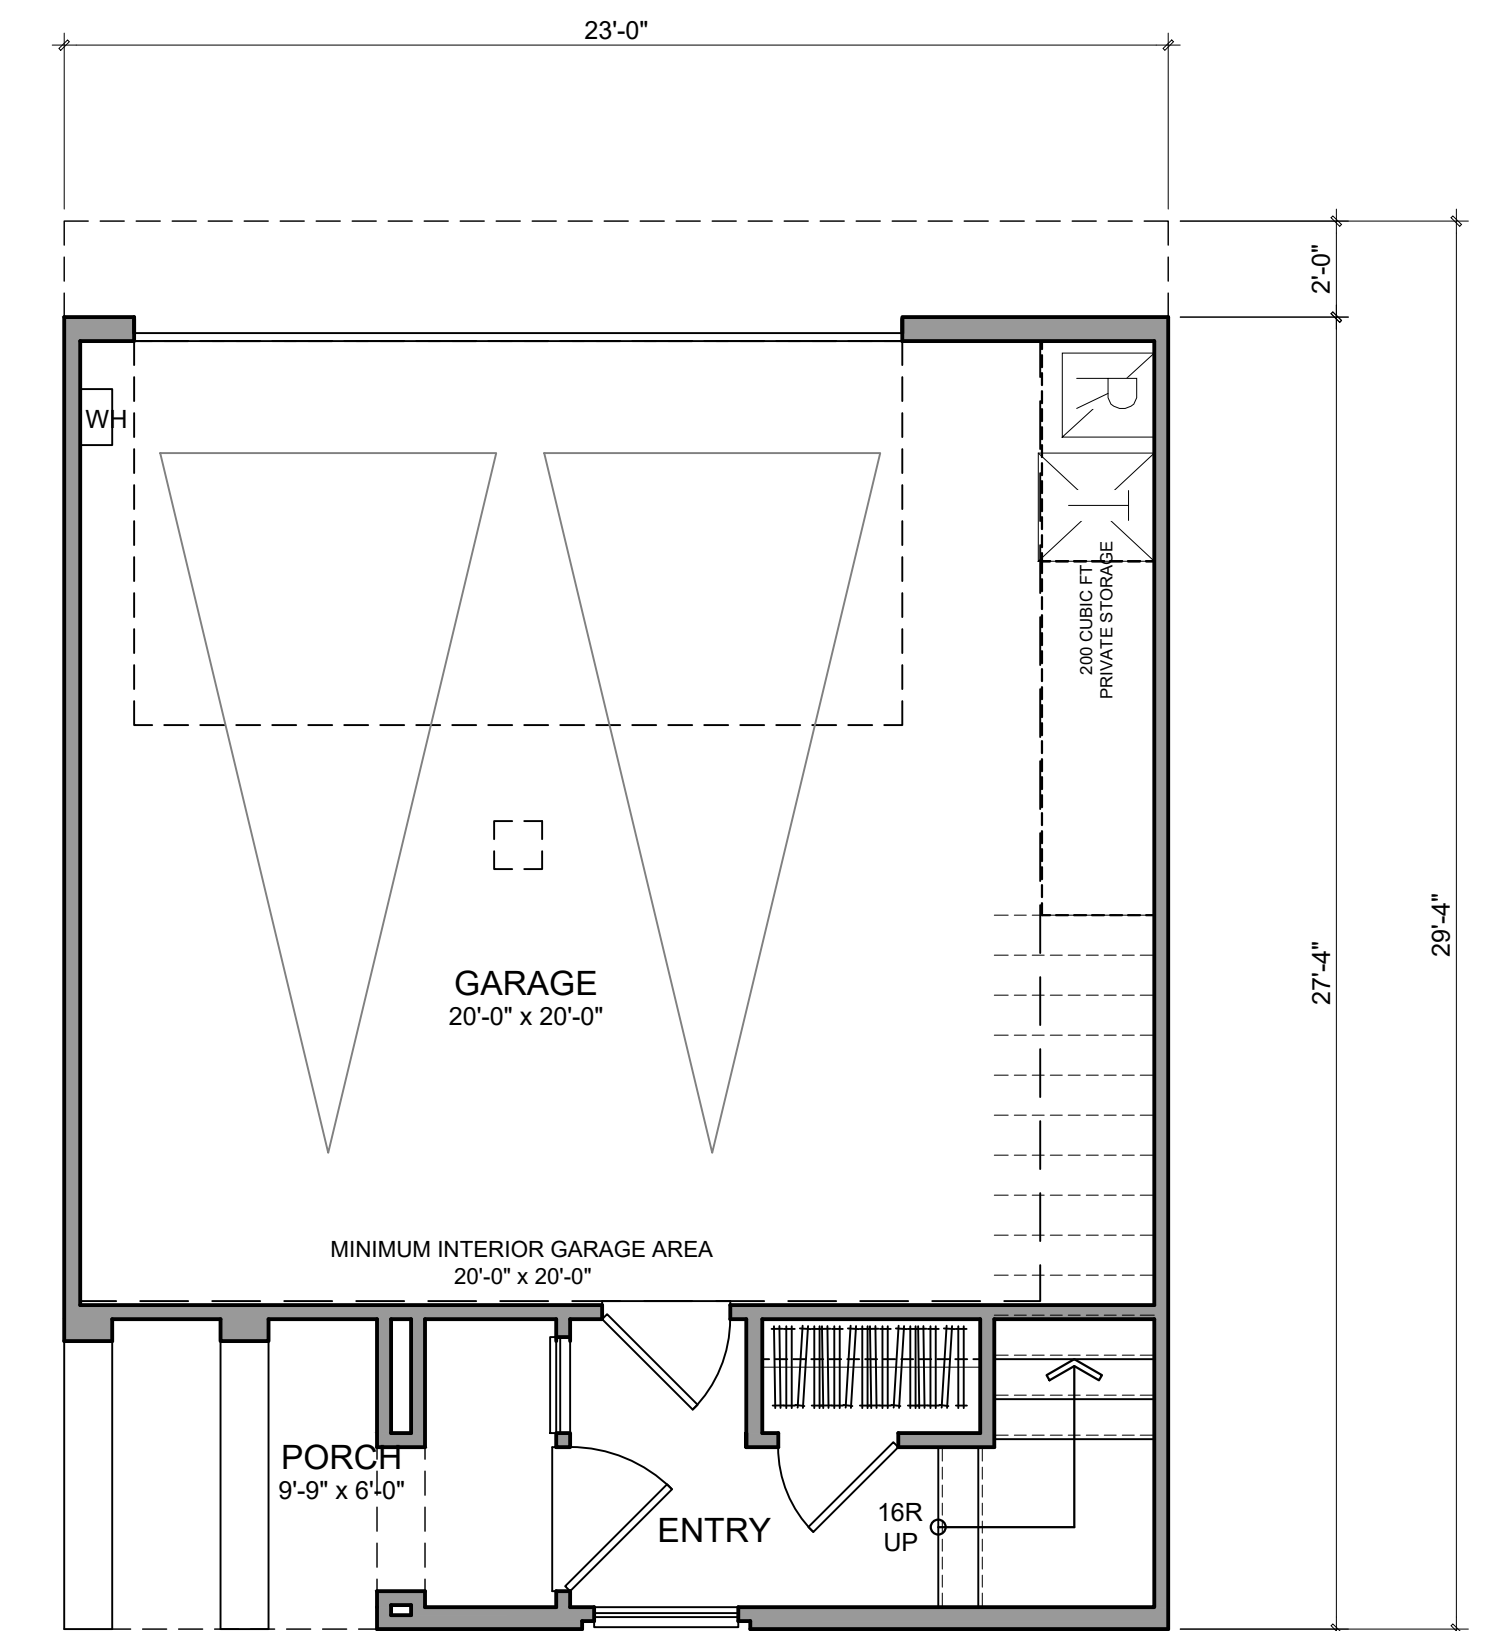 23'-0"
2'-0"
WH
R
T
200 CUBIC FT
PRIVATE STORAGE
27'-4"
29'-4"
GARAGE
20'-0" x 20'-0"
MINIMUM INTERIOR GARAGE AREA
20'-0" x 20'-0"
PORCH
9'-9" x 6'-0"
ENTRY
16R
UP